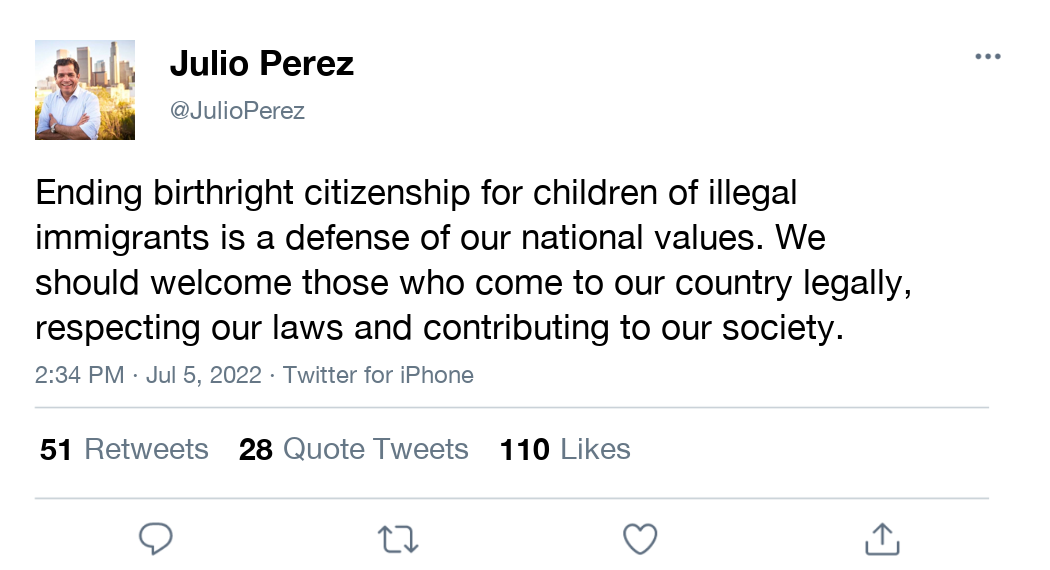 Julio Perez
@JulioPerez
Ending birthright citizenship for children of illegal
immigrants is a defense of our national values. We
should welcome those who come to our country legally,
respecting our laws and contributing to our society.
2:34 PM · Jul 5, 2022 · Twitter for iPhone
51 Retweets 28 Quote Tweets 110 Likes